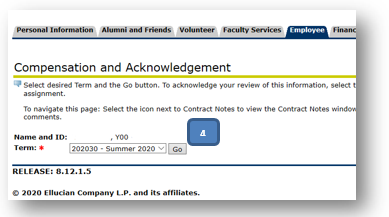 Personal Information Alumni and Friends Volunteer Faculty Services Employee Financ
Compensation and Acknowledgement
Select desired Term and the Go button. To acknowledge your review of this information, select t
assignment.
To navigate this page: Select the icon next to Contract Notes to view the Contract Notes window
comments.
Name and ID: , Y00
4
Term: * 202030 - Summer 2020 Go
RELEASE: 8.12.1.5
© 2020 Ellucian Company L.P. and its affiliates.